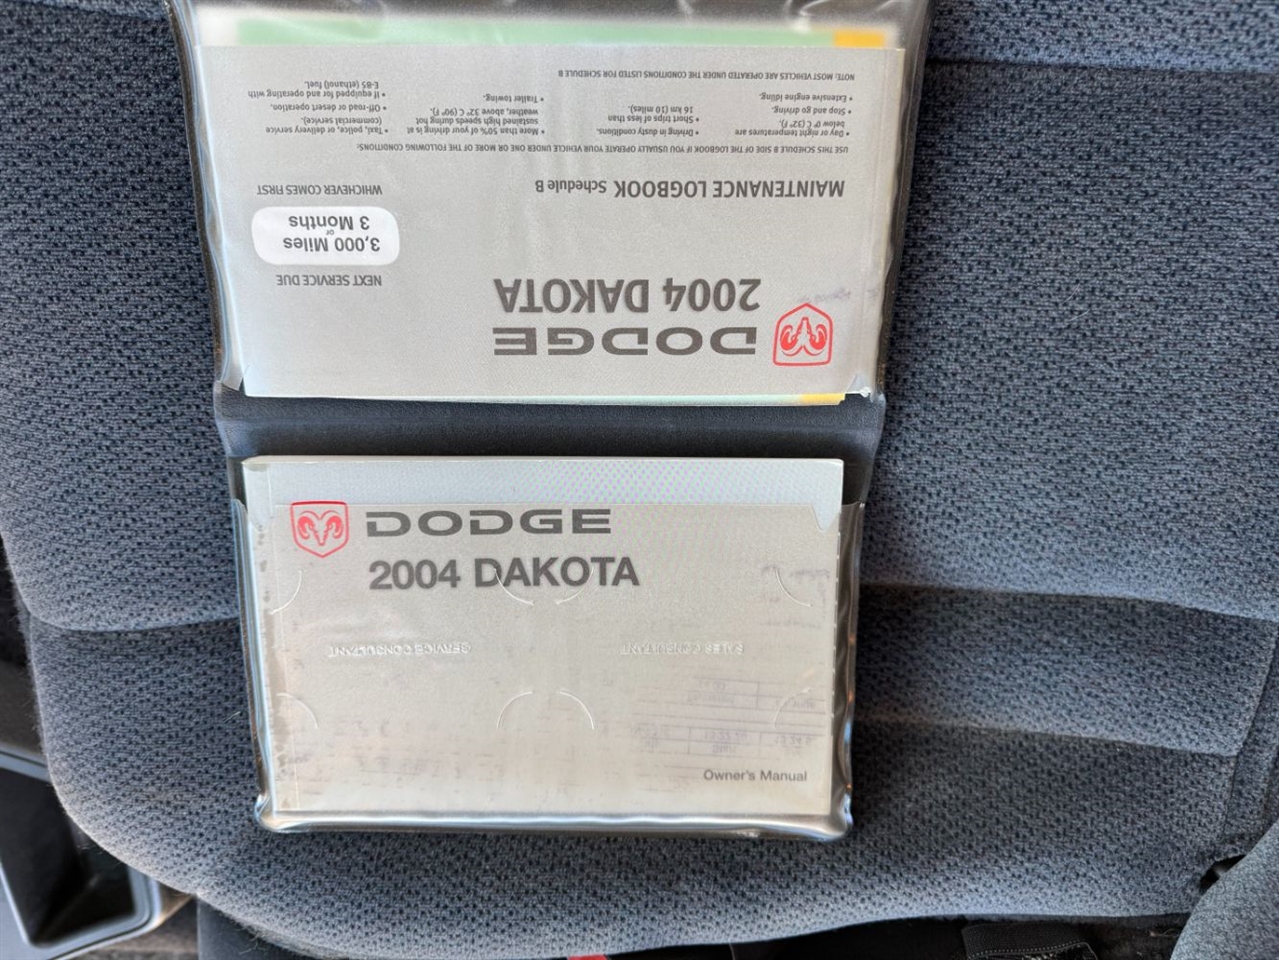 DODGE
2004 DAKOTA
NEXT SERVICE DUE
3,000 Miles
or
3 Months
WHICHEVER COMES FIRST
MAINTENANCE LOGBOOK Schedule B
USE THIS SCHEDULE B SIDE OF THE LOGBOOK IF YOU USUALLY OPERATE YOUR VEHICLE UNDER ONE OR MORE OF THE FOLLOWING CONDITIONS:
• Day or night temperatures are
below 0° C (32° F).
• Stop and go driving.
• Extensive engine idling.
• Driving in dusty conditions.
• Short trips of less than
16 km (10 miles).
• More than 50% of your driving is at
sustained high speeds during hot
weather, above 32° C (90° F).
• Trailer towing.
• Taxi, police, or delivery service
(commercial service).
• Off-road or desert operation.
• If equipped for and operating with
E-85 (ethanol) fuel.
NOTE: MOST VEHICLES ARE OPERATED UNDER THE CONDITIONS LISTED FOR SCHEDULE B
DODGE
2004 DAKOTA
SERVICE CONSULTANT
SALES CONSULTANT
Owner's Manual